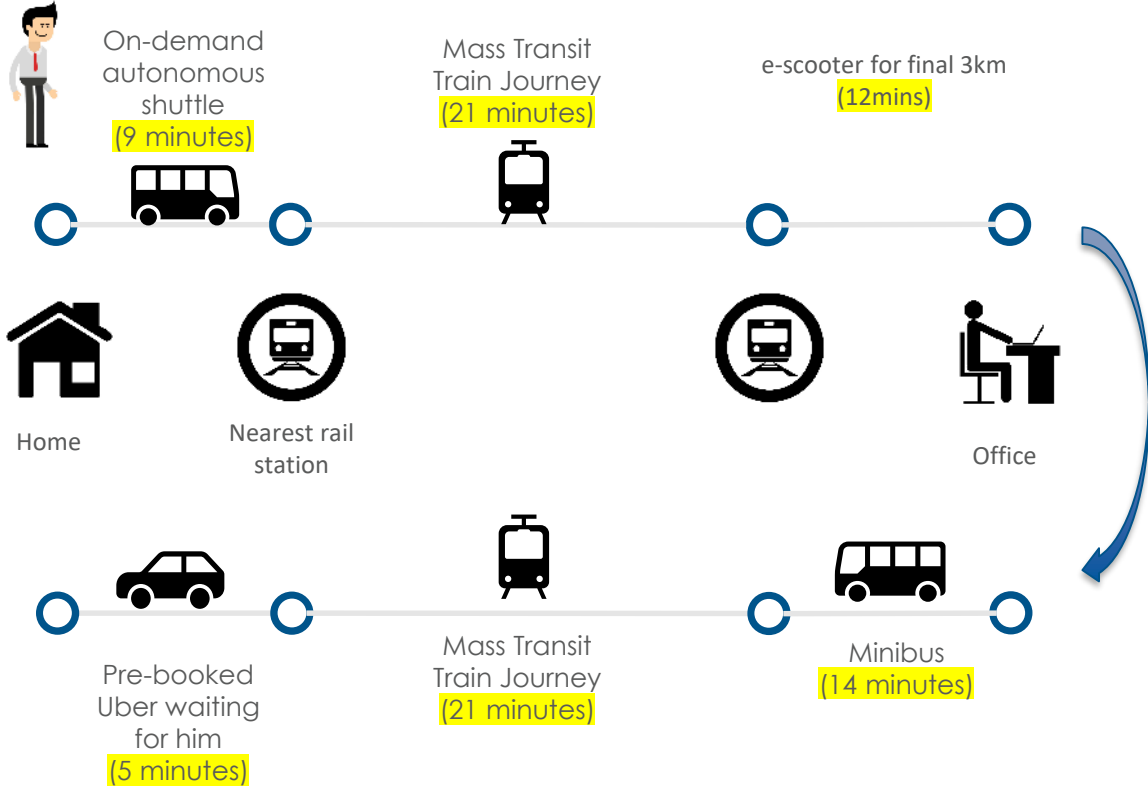 On-demand
autonomous
shuttle
(9 minutes)
Mass Transit
Train Journey
(21 minutes)
e-scooter for final 3km
(12mins)
Home
Nearest rail
station
Office
Pre-booked
Uber waiting
for him
(5 minutes)
Mass Transit
Train Journey
(21 minutes)
Minibus
(14 minutes)